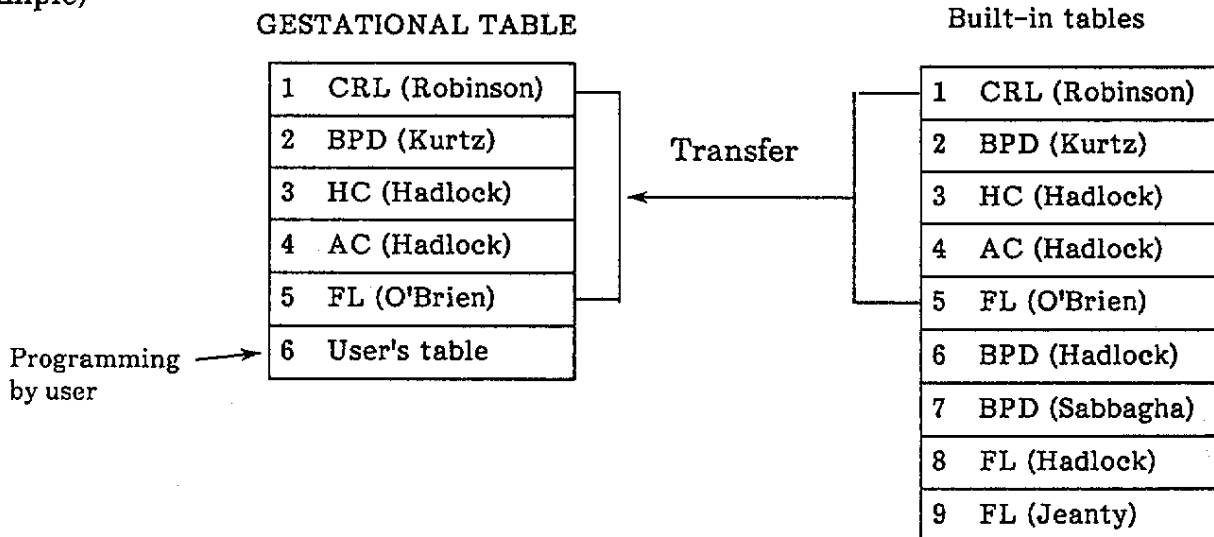 GESTATIONAL TABLE
1 CRL (Robinson)
2 BPD (Kurtz)
3 HC (Hadlock)
4 AC (Hadlock)
5 FL (O'Brien)
6 User's table
Programming
by user
Transfer
Built-in tables
1 CRL (Robinson)
2 BPD (Kurtz)
3 HC (Hadlock)
4 AC (Hadlock)
5 FL (O'Brien)
6 BPD (Hadlock)
7 BPD (Sabbagha)
8 FL (Hadlock)
9 FL (Jeanty)